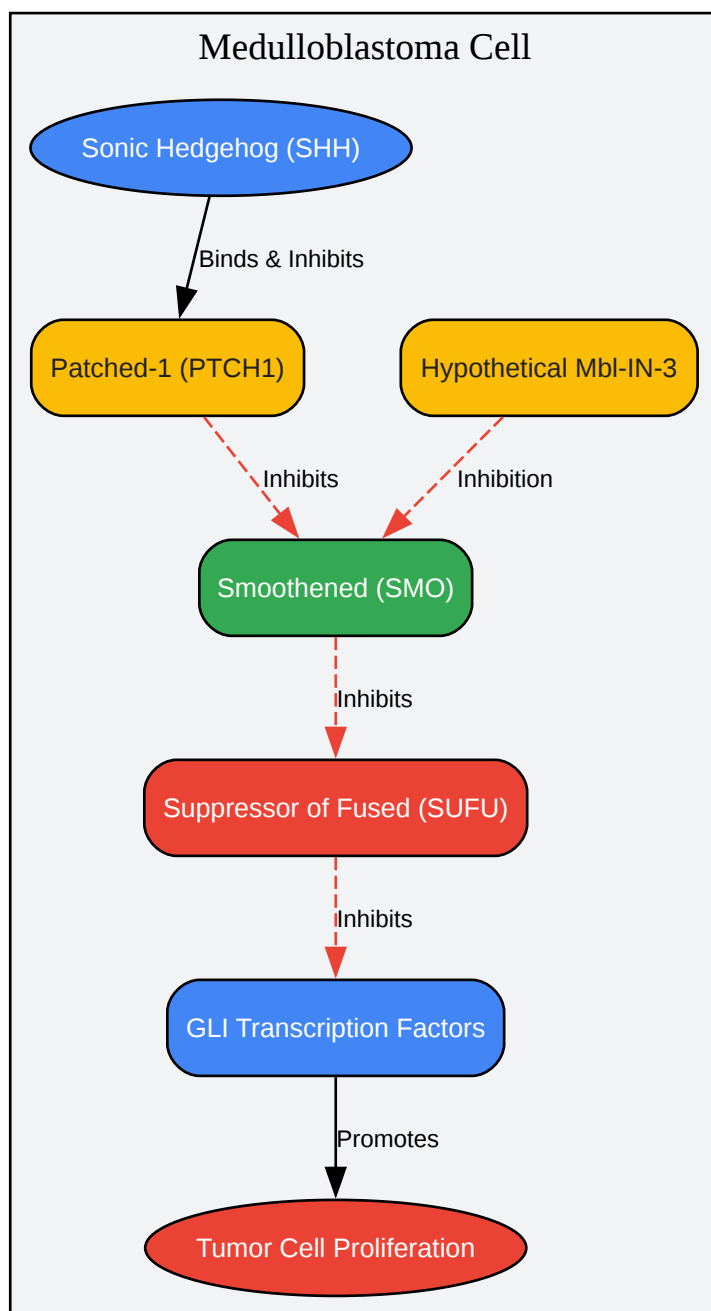 Medulloblastoma Cell
Sonic Hedgehog (SHH)
Binds & Inhibits
Patched-1 (PTCH1)
Hypothetical Mbl-IN-3
Inhibits
Inhibition
Smoothened (SMO)
Inhibits
Suppressor of Fused (SUFU)
Inhibits
GLI Transcription Factors
Promotes
Tumor Cell Proliferation